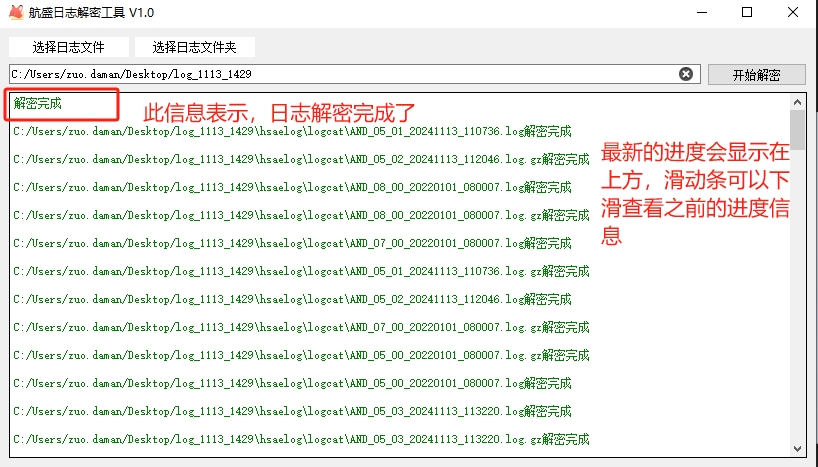 航盛日志解密工具 V1.0
选择日志文件 选择日志文件夹
C:/Users/zuo.daman/Desktop/log_1113_1429 开始解密
解密完成
此信息表示，日志解密完成了
C:/Users/zuo.daman/Desktop/log_1113_1429\hsaelog\logcat\AND_05_01_20241113_110736.log解密完成
C:/Users/zuo.daman/Desktop/log_1113_1429\hsaelog\logcat\AND_05_02_20241113_112046.log.gz解密完成
C:/Users/zuo.daman/Desktop/log_1113_1429\hsaelog\logcat\AND_08_00_20220101_080007.log解密完成
C:/Users/zuo.daman/Desktop/log_1113_1429\hsaelog\logcat\AND_08_00_20220101_080007.log.gz解密完成
C:/Users/zuo.daman/Desktop/log_1113_1429\hsaelog\logcat\AND_07_00_20220101_080007.log解密完成
C:/Users/zuo.daman/Desktop/log_1113_1429\hsaelog\logcat\AND_05_01_20241113_110736.log.gz解密完成
C:/Users/zuo.daman/Desktop/log_1113_1429\hsaelog\logcat\AND_05_02_20241113_112046.log解密完成
C:/Users/zuo.daman/Desktop/log_1113_1429\hsaelog\logcat\AND_07_00_20220101_080007.log.gz解密完成
C:/Users/zuo.daman/Desktop/log_1113_1429\hsaelog\logcat\AND_05_00_20220101_080007.log.gz解密完成
C:/Users/zuo.daman/Desktop/log_1113_1429\hsaelog\logcat\AND_05_00_20220101_080007.log解密完成
C:/Users/zuo.daman/Desktop/log_1113_1429\hsaelog\logcat\AND_05_03_20241113_113220.log解密完成
C:/Users/zuo.daman/Desktop/log_1113_1429\hsaelog\logcat\AND_05_03_20241113_113220.log.gz解密完成
最新的进度会显示在
上方，滑动条可以下
滑查看之前的进度信
息